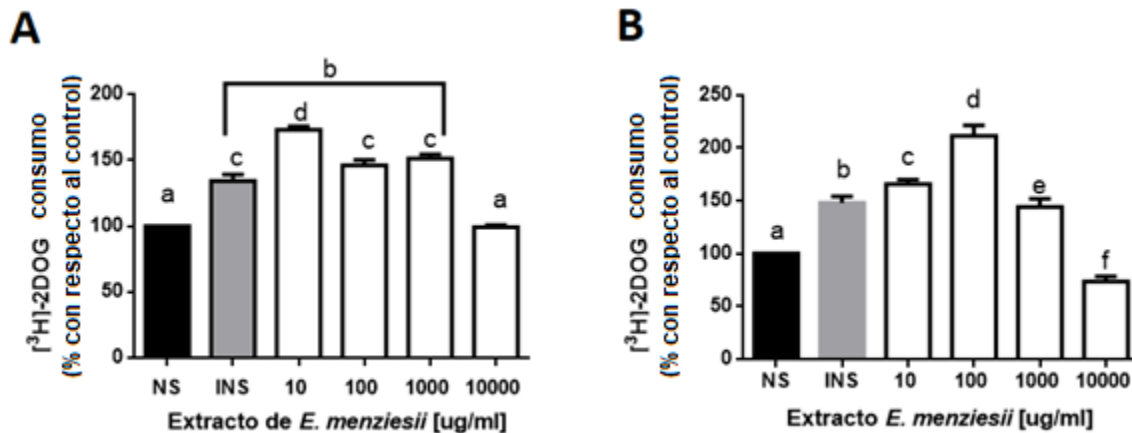 A
[³H]-2DOG consumo
(% con respecto al control)
200
150
100
50
0
a
c
d
c
c
a
b
NS INS 10 100 1000 10000
Extracto de E. menziesii [ug/ml]
B
[³H]-2DOG consumo
(% con respecto al control)
250
200
150
100
50
0
a
b
c
d
e
f
NS INS 10 100 1000 10000
Extracto E. menziesii [ug/ml]